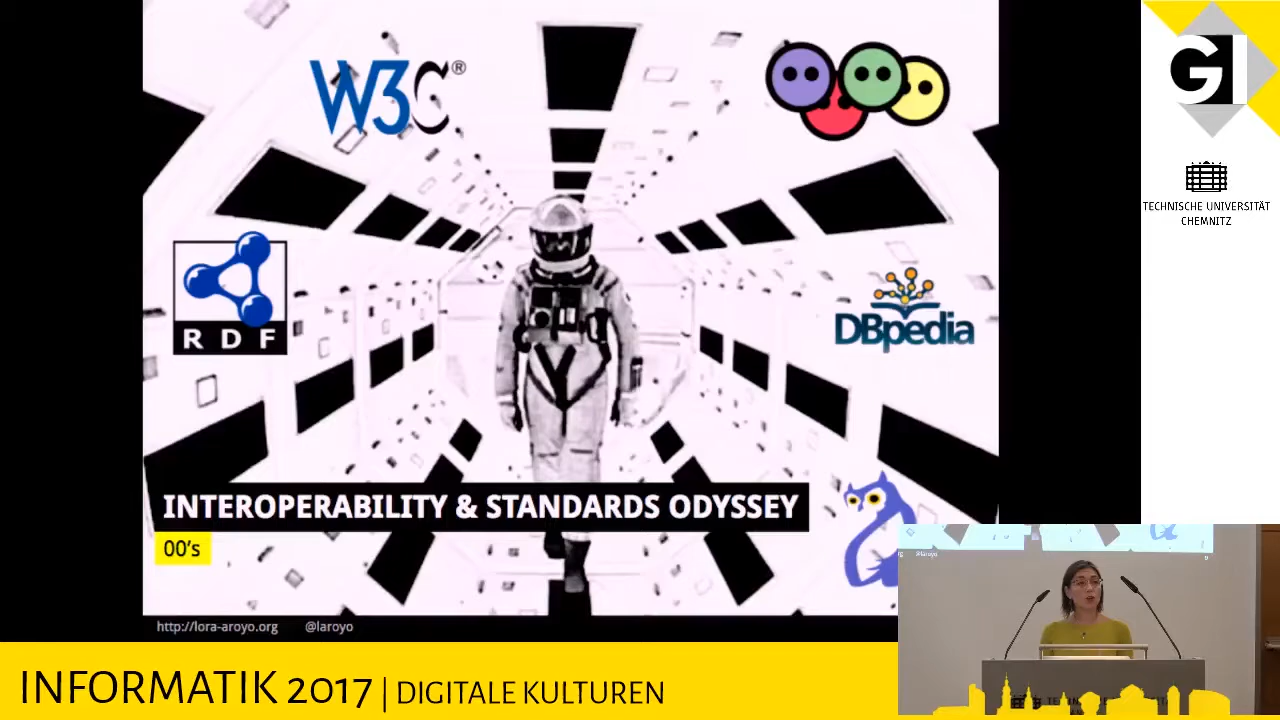 W3C®
RDF
DBpedia
INTEROPERABILITY & STANDARDS ODYSSEY
00's
http://lora-aroyo.org @laroyo
INFORMATIK 2017 | DIGITALE KULTUREN
GI
TECHNISCHE UNIVERSITÄT
CHEMNITZ
@laroyo